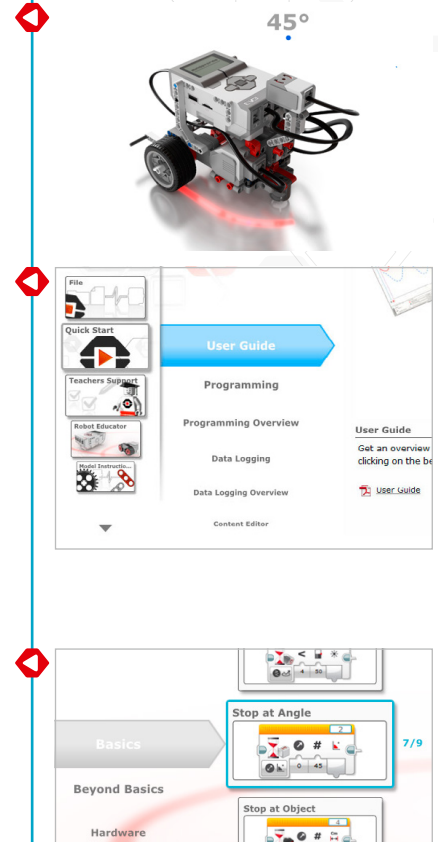 45°
File
Quick Start
Teachers Support
Robot Educator
Model Instructio...
User Guide
Programming
Programming Overview
Data Logging
Data Logging Overview
Content Editor
User Guide
Get an overview
clicking on the be
User Guide
<
4 50
Stop at Angle
2
#
0 45
7/9
Basics
Beyond Basics
Hardware
Stop at Object
4
#